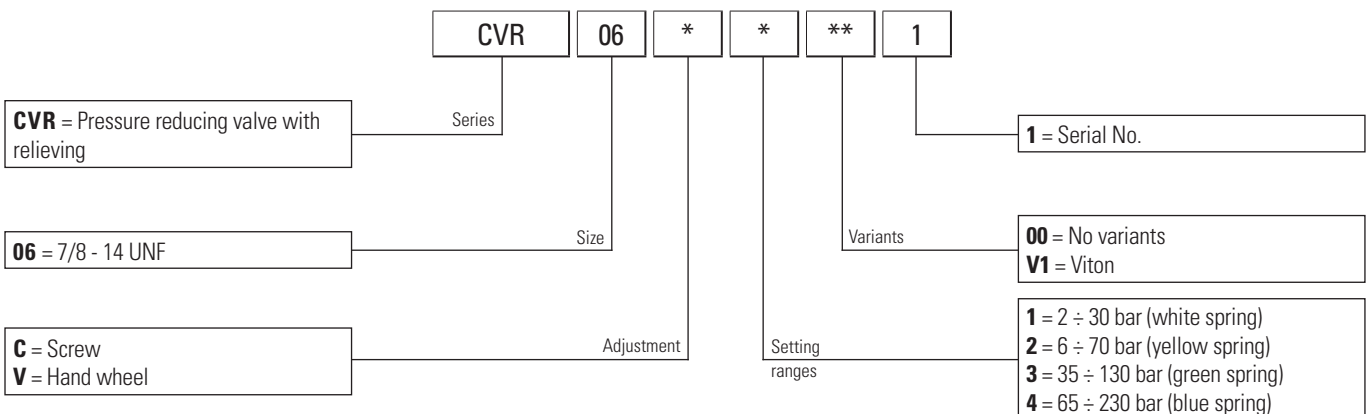 CVR 06 * * ** 1
CVR = Pressure reducing valve with
relieving
Series
1 = Serial No.
06 = 7/8 - 14 UNF
Size
Variants
00 = No variants
V1 = Viton
C = Screw
V = Hand wheel
Adjustment
Setting
ranges
1 = 2 ÷ 30 bar (white spring)
2 = 6 ÷ 70 bar (yellow spring)
3 = 35 ÷ 130 bar (green spring)
4 = 65 ÷ 230 bar (blue spring)